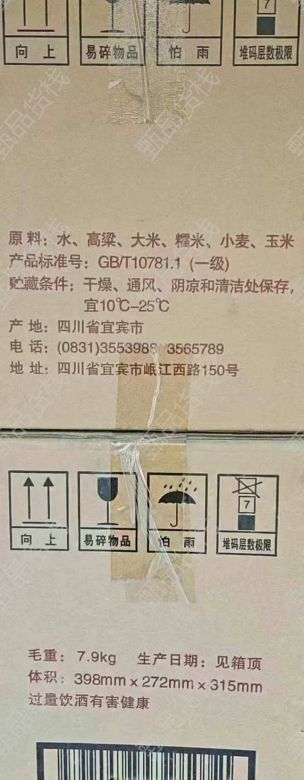 7
向上 易碎物品 怕雨 堆码层数极限
原料：水、高粱、大米、糯米、小麦、玉米
产品标准号：GB/T10781.1 (一级)
贮藏条件：干燥、通风、阴凉和清洁处保存，
宜10℃-25℃
产 地：四川省宜宾市
电 话：(0831)3553988 3565789
地 址：四川省宜宾市岷江西路150号
7
向上 易碎物品 怕雨 堆码层数极限
毛重：7.9kg 生产日期：见箱顶
体积：398mm x 272mm x 315mm
过量饮酒有害健康
甄品货栈